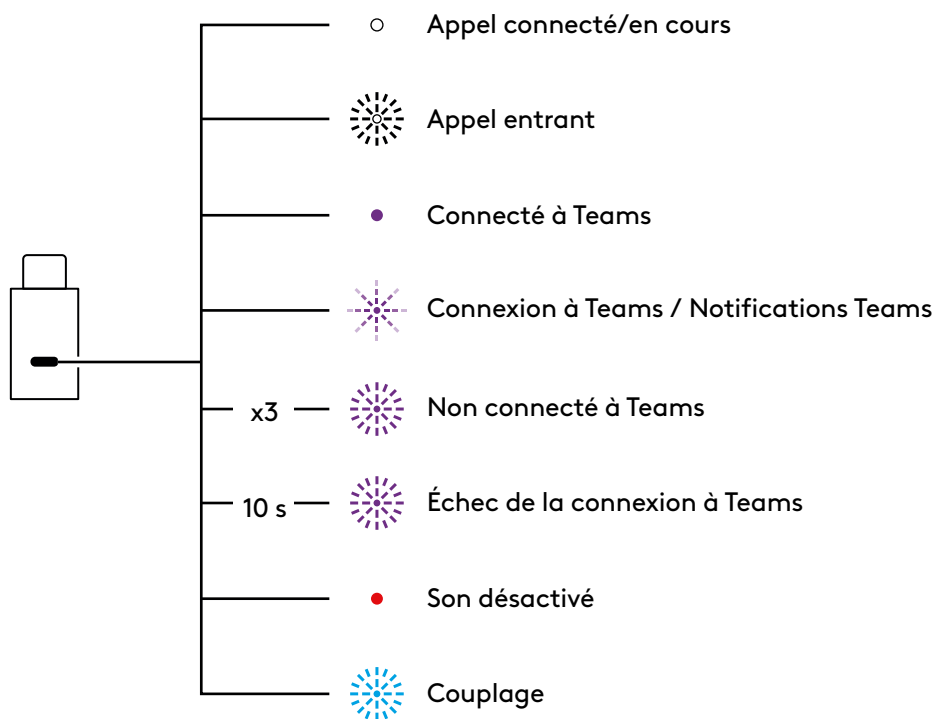 Appel connecté/en cours
Appel entrant
Connecté à Teams
Connexion à Teams / Notifications Teams
x3 Non connecté à Teams
10 s Échec de la connexion à Teams
Son désactivé
Couplage